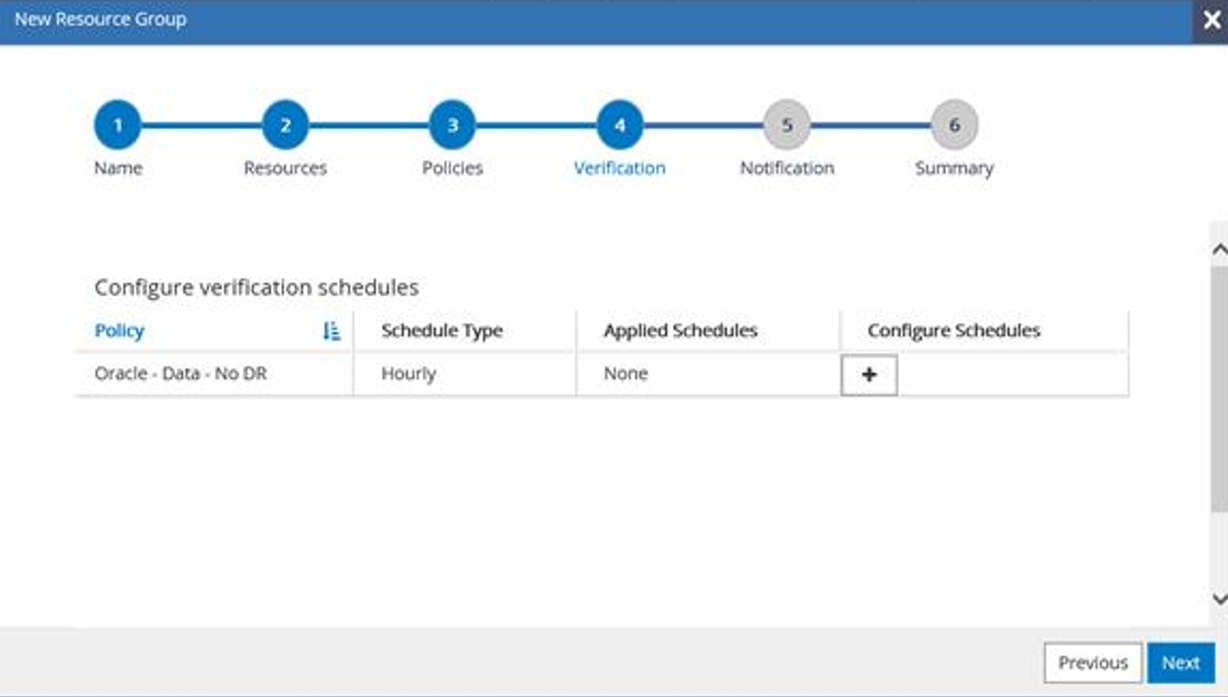 New Resource Group
1 2 3 4 5 6
Name Resources Policies Verification Notification Summary
Configure verification schedules
Policy Schedule Type Applied Schedules Configure Schedules
Oracle - Data - No DR Hourly None +
Previous Next